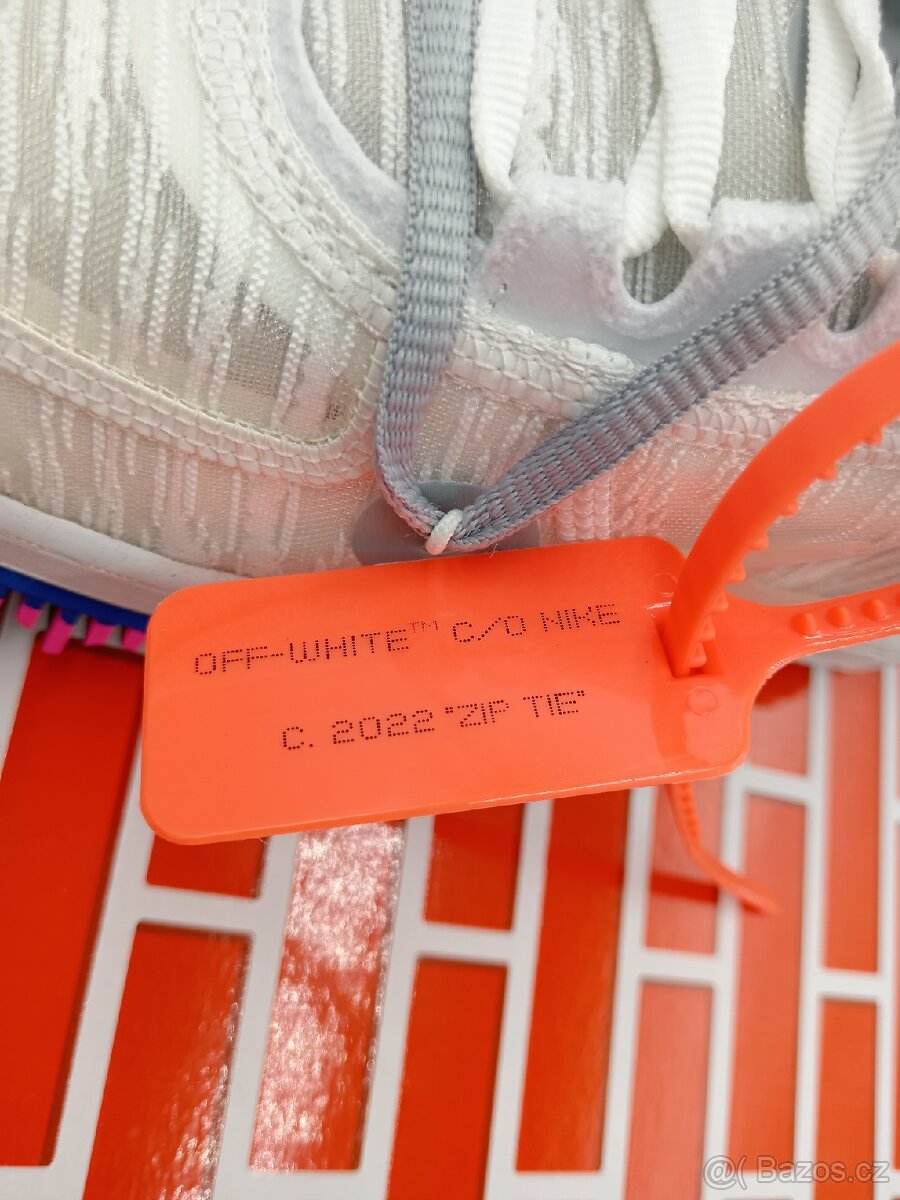 OFF-WHITE™ C/O NIKE
C. 2022 "ZIP TIE"
@( Bazos.cz